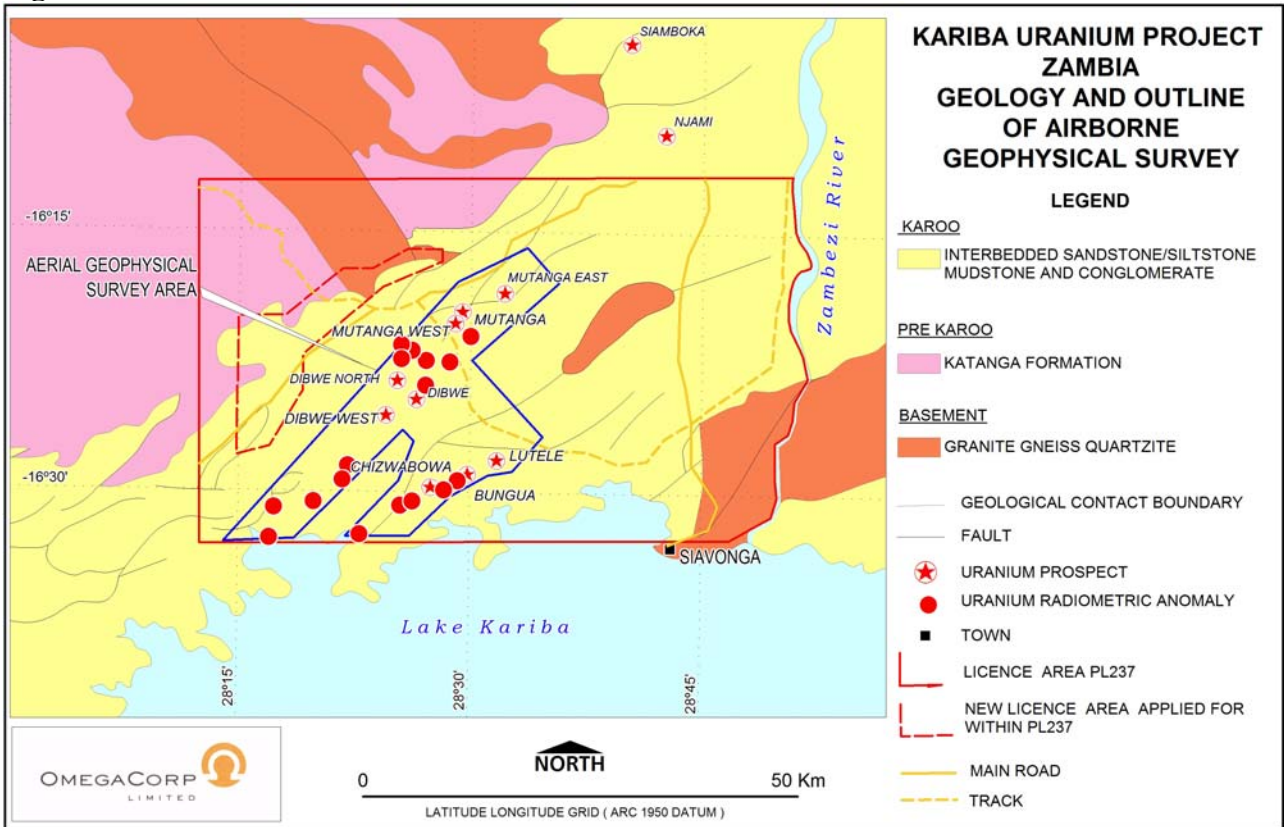 SIAMBOKA
NJAMI
-16º15'
AERIAL GEOPHYSICAL
SURVEY AREA
Zambezi River
MUTANGA EAST
MUTANGA
MUTANGA WEST
DIBWE NORTH
DIBWE
DIBWE WEST
CHIZWABOWA
LUTELE
-16º30'
BUNGUA
SIAVONGA
Lake Kariba
28º15'
28º30'
28º45'
KARIBA URANIUM PROJECT
ZAMBIA
GEOLOGY AND OUTLINE
OF AIRBORNE
GEOPHYSICAL SURVEY
LEGEND
KAROO
INTERBEDDED SANDSTONE/SILTSTONE
MUDSTONE AND CONGLOMERATE
PRE KAROO
KATANGA FORMATION
BASEMENT
GRANITE GNEISS QUARTZITE
GEOLOGICAL CONTACT BOUNDARY
FAULT
URANIUM PROSPECT
URANIUM RADIOMETRIC ANOMALY
TOWN
LICENCE AREA PL237
NEW LICENCE AREA APPLIED FOR
WITHIN PL237
MAIN ROAD
TRACK
OMEGACORP
LIMITED
NORTH
0 50 Km
LATITUDE LONGITUDE GRID ( ARC 1950 DATUM )